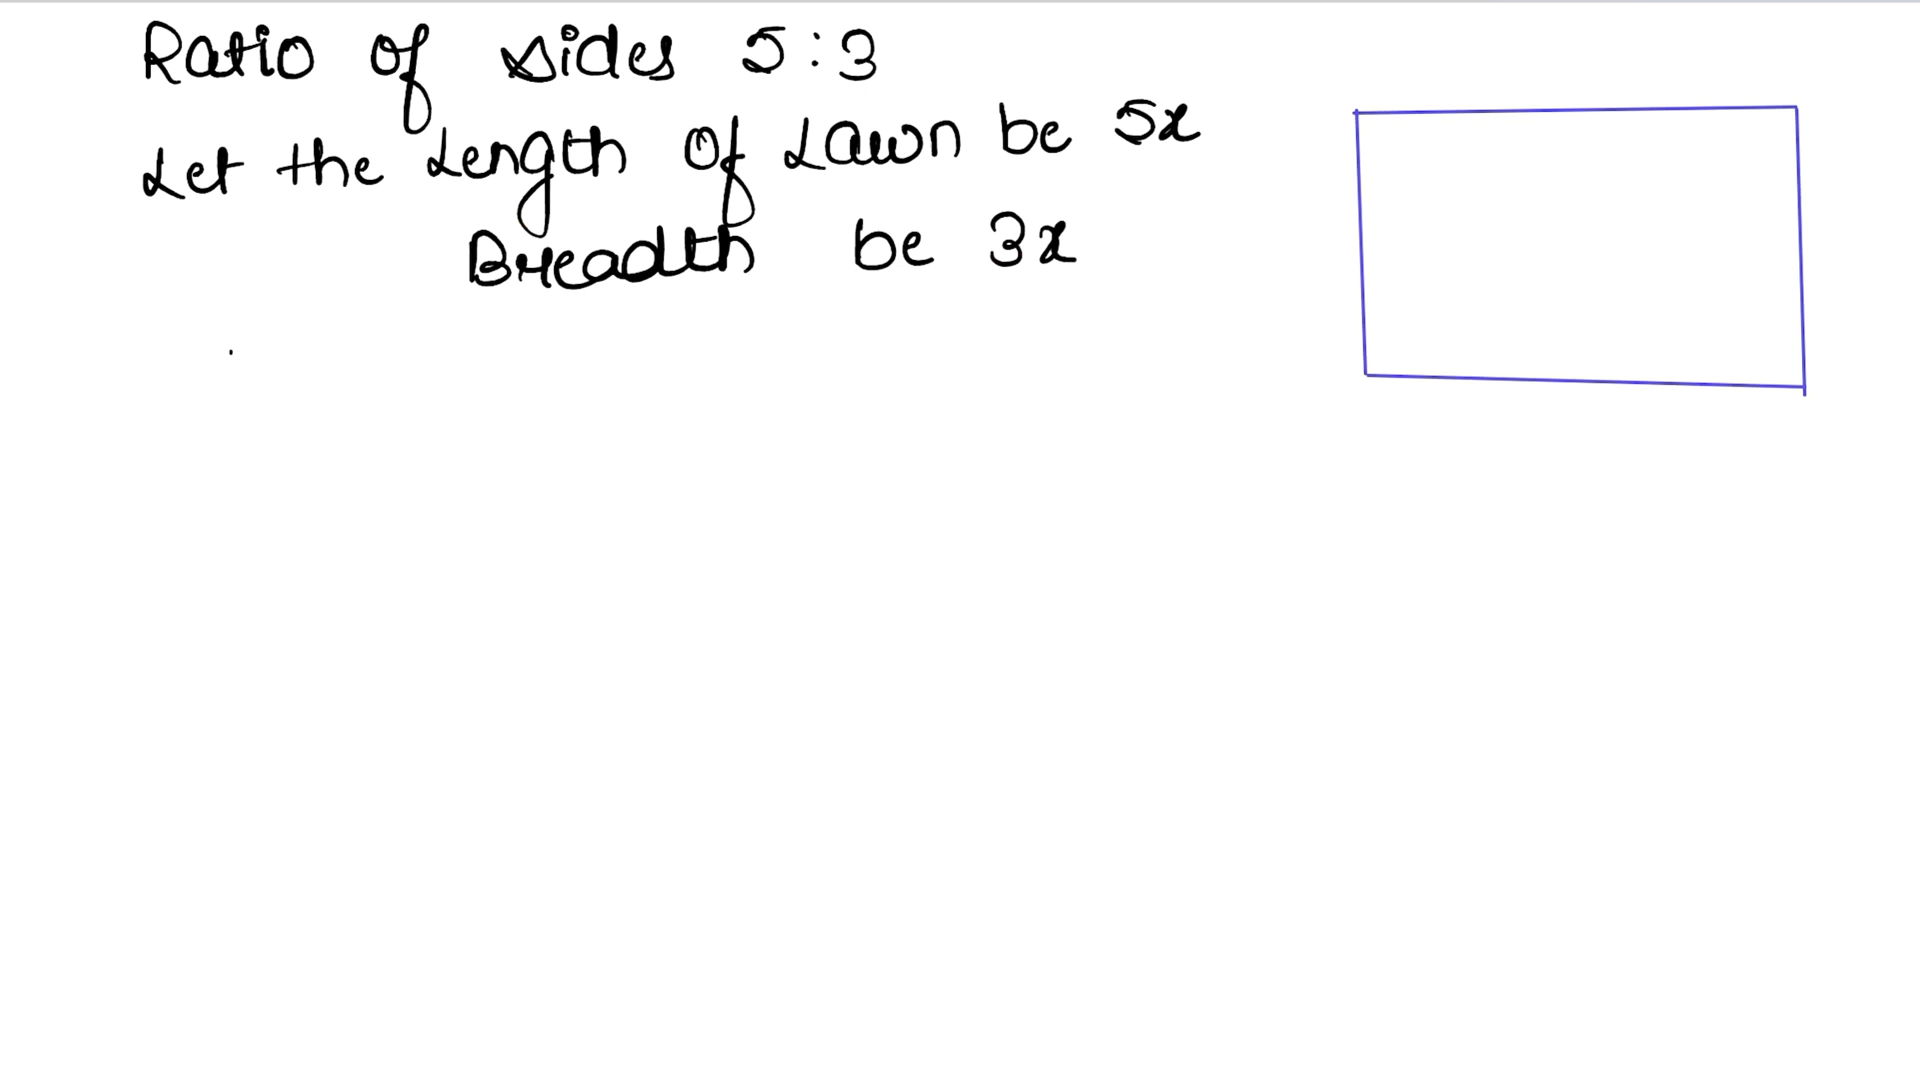 Ratio of sides 5:3
Let the Length of Lawn be 5x
Breadth be 3x